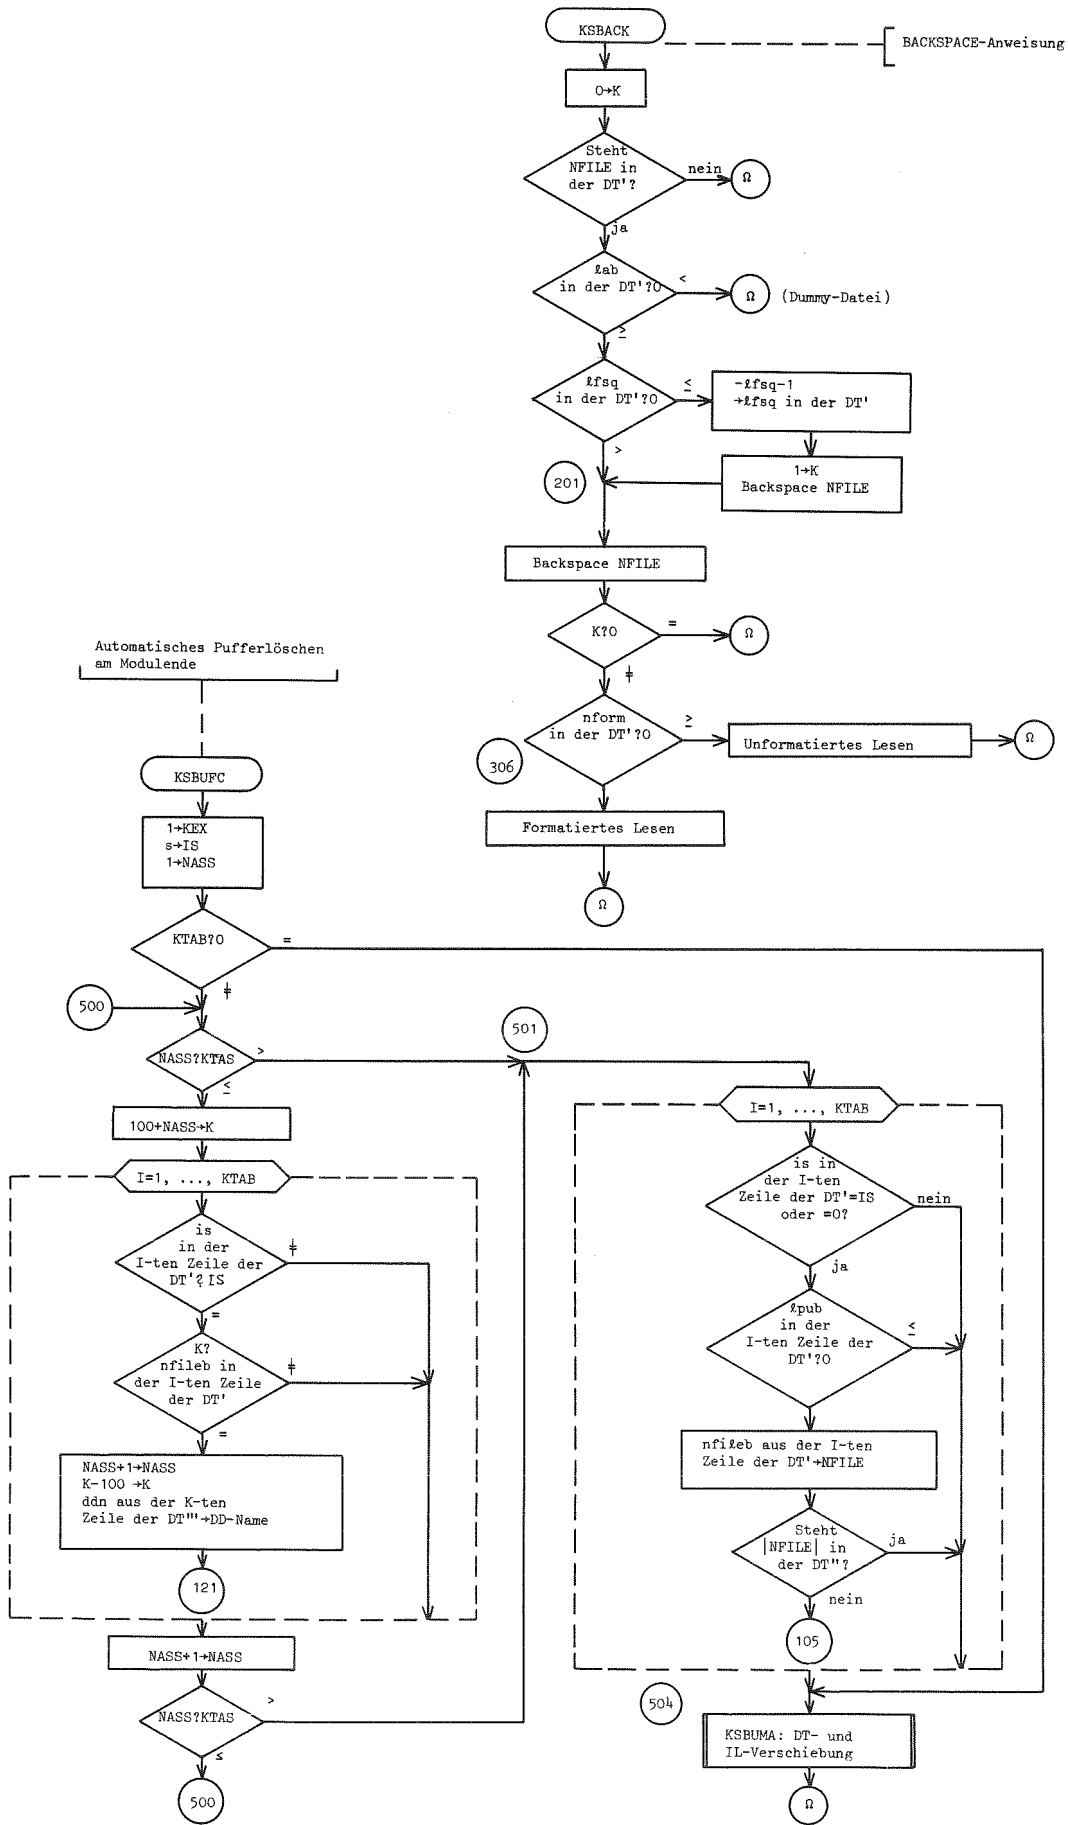 KSBACK
BACKSPACE-Anweisung
0→K
Steht
NFILE in
der DT'?
nein
Ω
ja
ℓab
in der DT'?0
<
Ω
(Dummy-Datei)
≥
ℓfsq
in der DT'?0
≤
-ℓfsq-1
→ℓfsq in der DT'
>
1→K
Backspace NFILE
201
Backspace NFILE
K?0
=
Ω
≠
nform
in der DT'?0
≥
Unformatiertes Lesen
Ω
306
Formatiertes Lesen
Ω
Automatisches Pufferlöschen
am Modulende
KSBUFC
1→KEX
s→IS
1→NASS
KTAB?0
=
≠
500
NASS?KTAS
>
≤
501
100+NASS→K
I=1, ..., KTAB
is
in der
I-ten Zeile der
DT'?IS
≠
=
K?
nfileb in
der I-ten Zeile
der DT'
≠
=
NASS+1→NASS
K-100 →K
ddn aus der K-ten
Zeile der DT"'→DD-Name
121
NASS+1→NASS
NASS?KTAS
>
≤
500
I=1, ..., KTAB
is in
der I-ten
Zeile der DT'=IS
oder =0?
nein
ja
ℓpub
in der
I-ten Zeile der
DT'?0
≤
nfiℓeb aus der I-ten
Zeile der DT'→NFILE
Steht
|NFILE| in
der DT"?
ja
nein
105
504
KSBUMA: DT- und
IL-Verschiebung
Ω